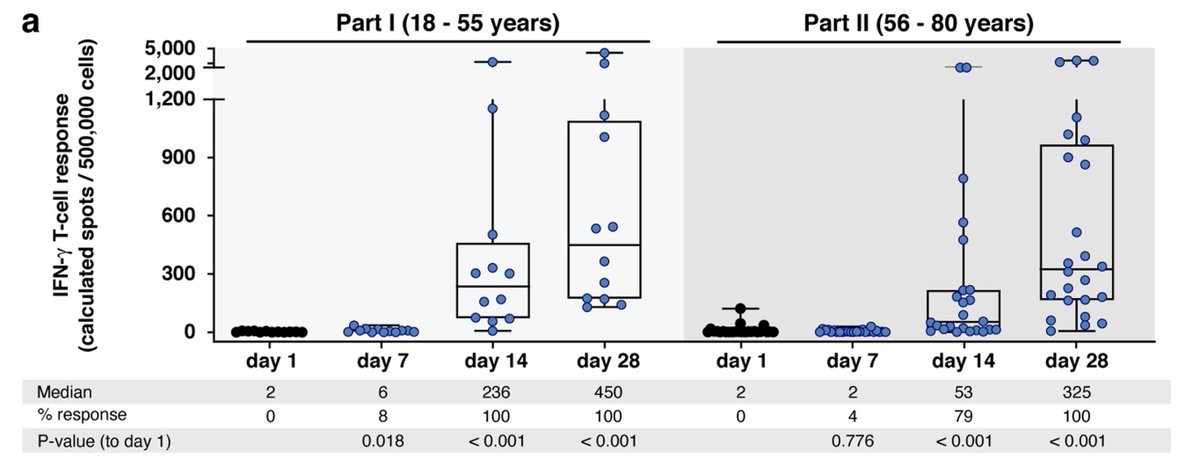 a
Part I (18 - 55 years)
Part II (56 - 80 years)
IFN-γ T-cell response
(calculated spots / 500,000 cells)
5,000
2,000
1,200
900
600
300
0
day 1 day 7 day 14 day 28 day 1 day 7 day 14 day 28
Median 2 6 236 450 2 2 53 325
% response 0 8 100 100 0 4 79 100
P-value (to day 1) 0.018 < 0.001 < 0.001 0.776 < 0.001 < 0.001